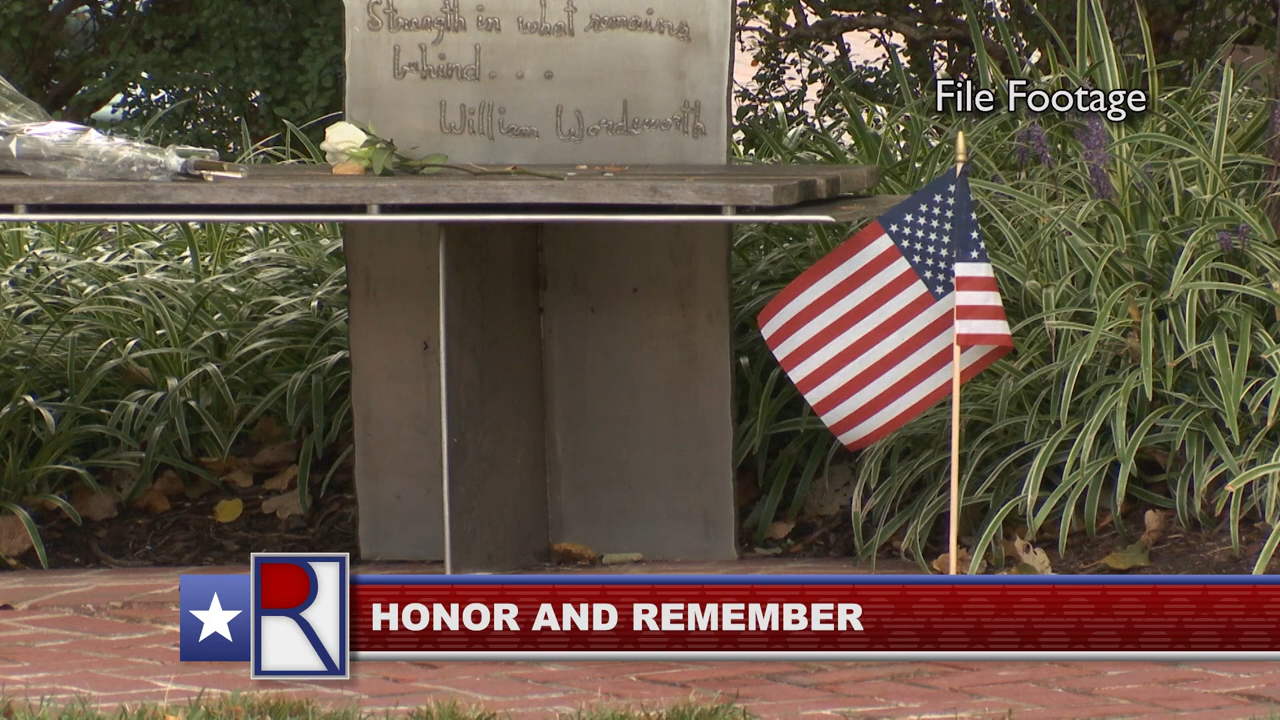 Strength in what remains
behind . . .
William Wordsworth
File Footage
R
HONOR AND REMEMBER